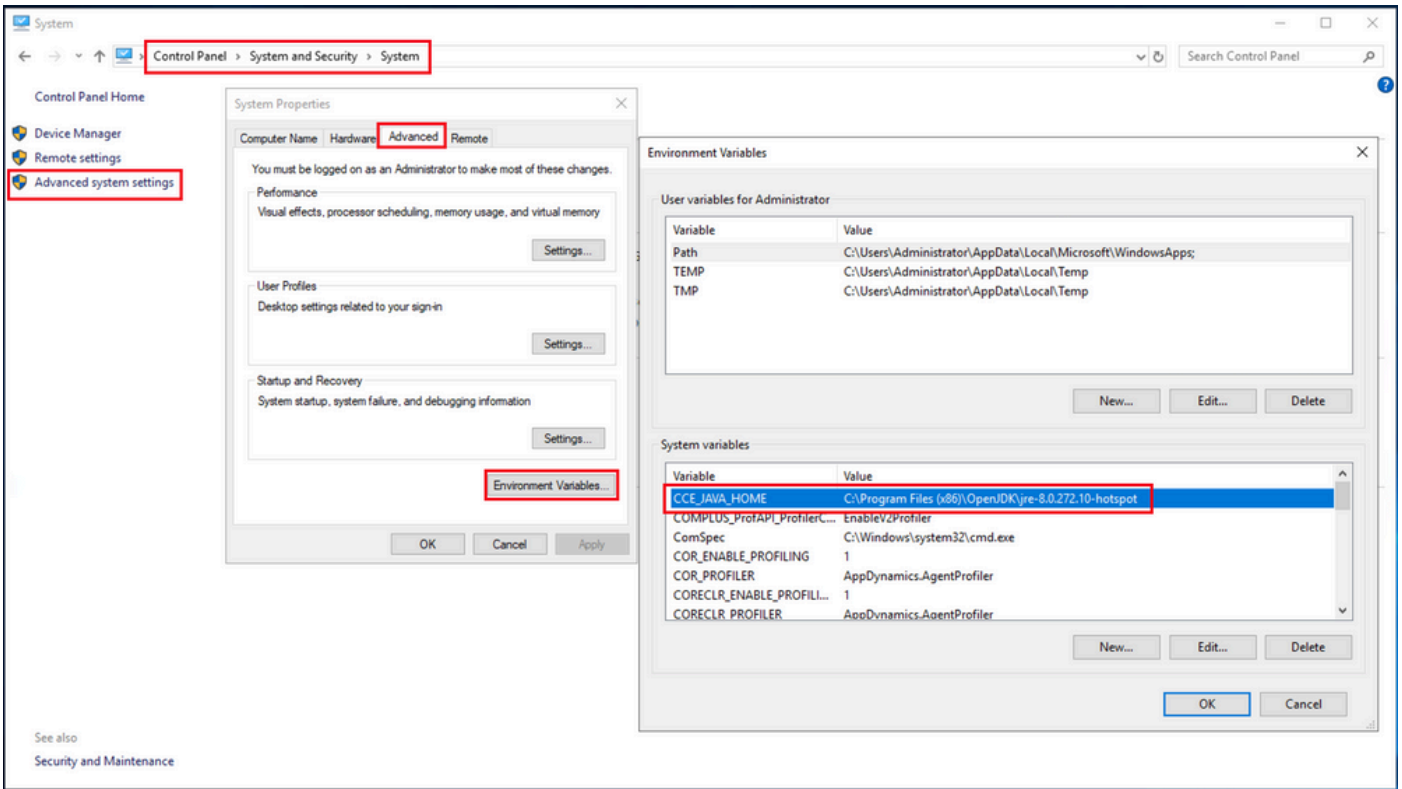 System
Control Panel > System and Security > System
Search Control Panel
Control Panel Home
Device Manager
Remote settings
Advanced system settings
System Properties
Computer Name Hardware Advanced Remote
You must be logged on as an Administrator to make most of these changes.
Performance
Visual effects, processor scheduling, memory usage, and virtual memory
Settings...
User Profiles
Desktop settings related to your sign-in
Settings...
Startup and Recovery
System startup, system failure, and debugging information
Settings...
Environment Variables...
OK Cancel Apply
Environment Variables
User variables for Administrator
Variable Value
Path C:\Users\Administrator\AppData\Local\Microsoft\WindowsApps;
TEMP C:\Users\Administrator\AppData\Local\Temp
TMP C:\Users\Administrator\AppData\Local\Temp
New... Edit... Delete
System variables
Variable Value
CCE_JAVA_HOME C:\Program Files (x86)\OpenJDK\jre-8.0.272.10-hotspot
COMPLUS_ProfAPI_ProfilerC... EnableV2Profiler
ComSpec C:\Windows\system32\cmd.exe
COR_ENABLE_PROFILING 1
COR_PROFILER AppDynamics.AgentProfiler
CORECLR_ENABLE_PROFILI... 1
CORECLR_PROFILER AppDynamics.AgentProfiler
New... Edit... Delete
OK Cancel
See also
Security and Maintenance